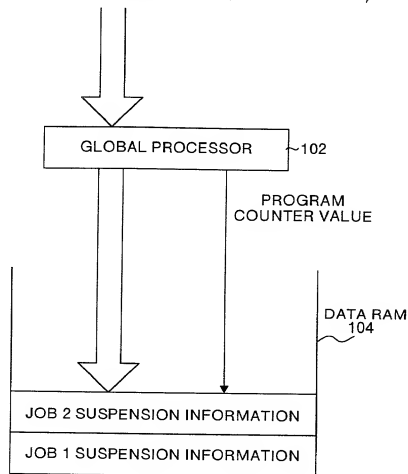 GLOBAL PROCESSOR
102
PROGRAM
COUNTER VALUE
DATA RAM
104
JOB 2 SUSPENSION INFORMATION
JOB 1 SUSPENSION INFORMATION